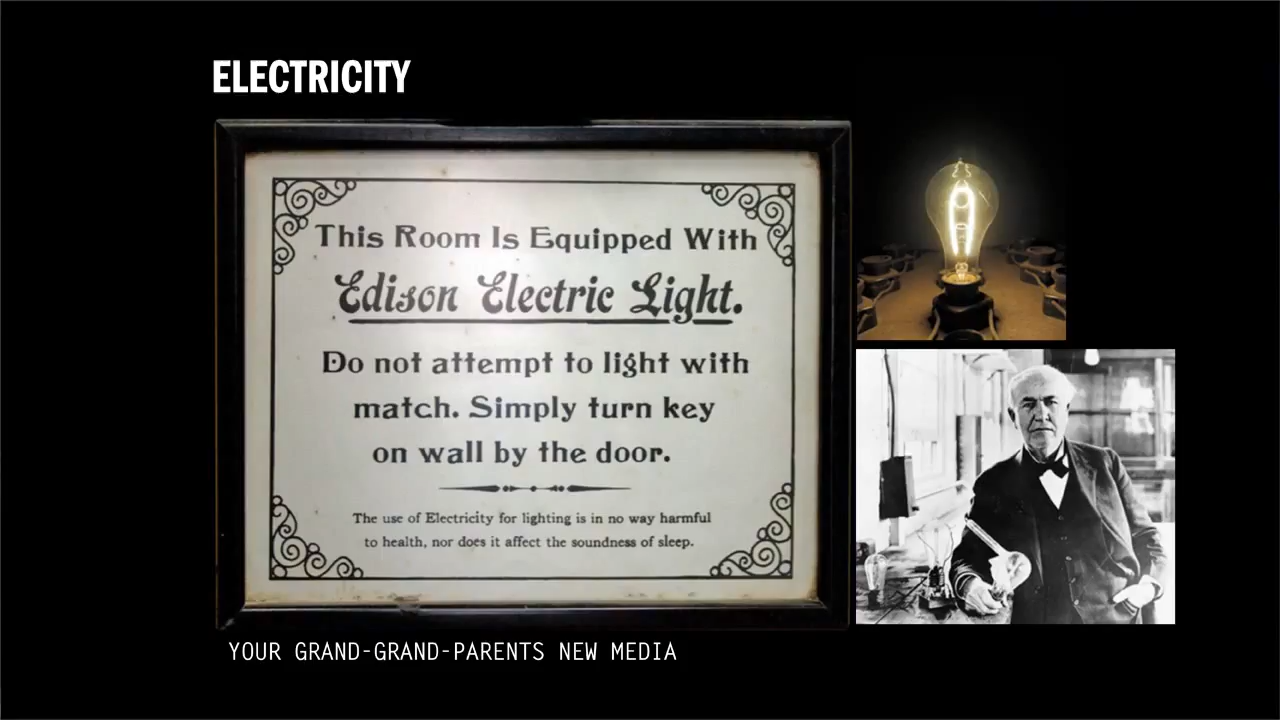 ELECTRICITY
This Room Is Equipped With
Edison Electric Light.
Do not attempt to light with
match. Simply turn key
on wall by the door.
The use of Electricity for lighting is in no way harmful
to health, nor does it affect the soundness of sleep.
YOUR GRAND-GRAND-PARENTS NEW MEDIA